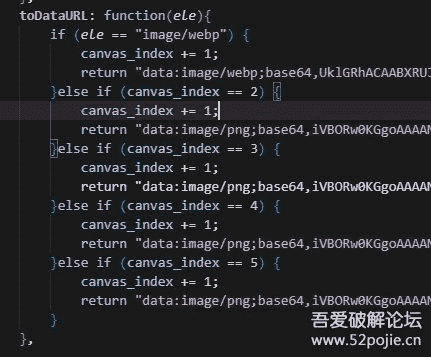 },
toDataURL: function(ele){
if (ele == "image/webp") {
canvas_index += 1;
return "data:image/webp;base64,UklGRhACAABXRUJ
}else if (canvas_index == 2) {
canvas_index += 1;
return "data:image/png;base64,iVBORw0KGgoAAAAN
}else if (canvas_index == 3) {
canvas_index += 1;
return "data:image/png;base64,iVBORw0KGgoAAAAN
}else if (canvas_index == 4) {
canvas_index += 1;
return "data:image/png;base64,iVBORw0KGgoAAAAN
}else if (canvas_index == 5) {
canvas_index += 1;
return "data:image/png;base64,iVBORw0KGgoAAAAN
}
},
吾爱破解论坛
www.52pojie.cn